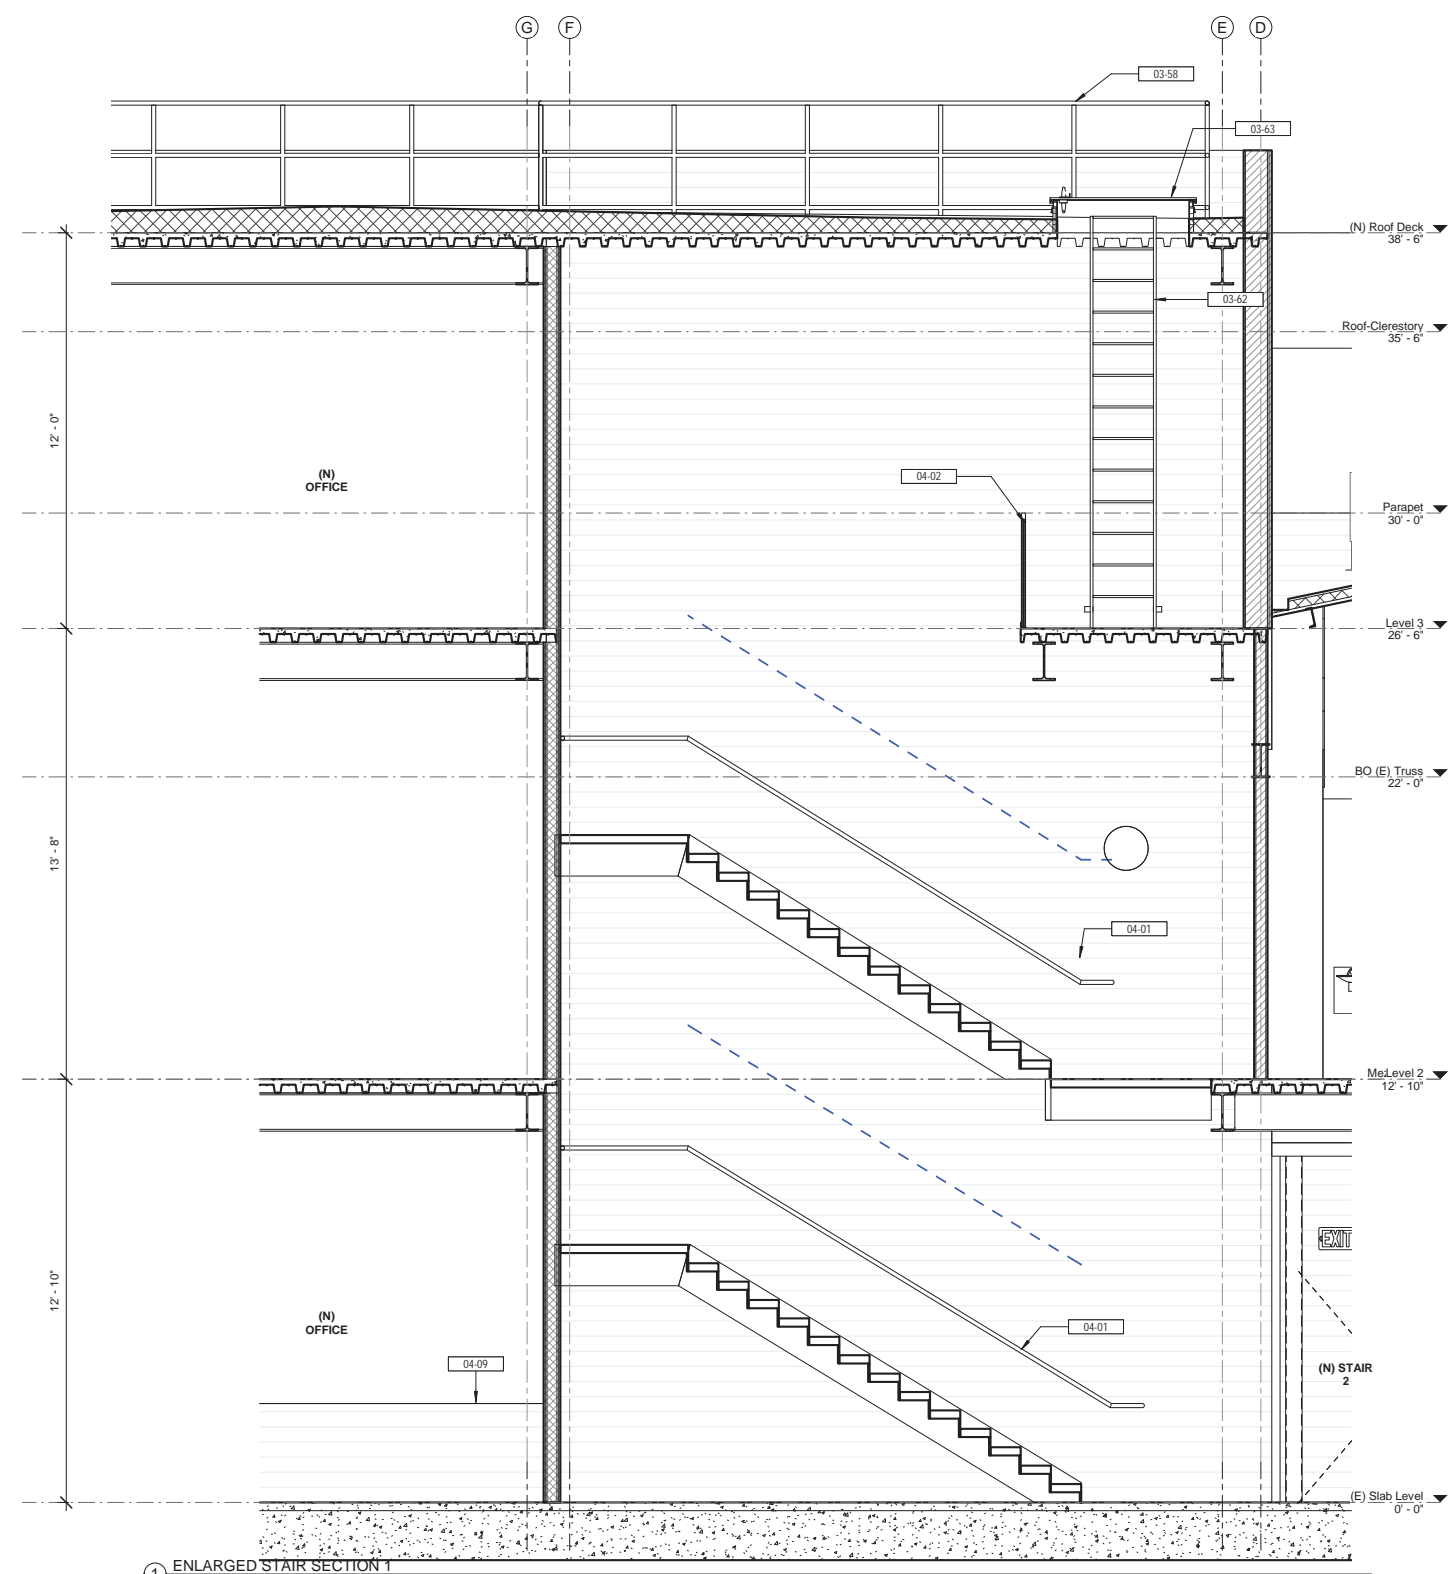 G F E D
03-58
03-63
(N) Roof Deck
38' - 6"
03-62
Roof-Clerestory
35' - 6"
12' - 0"
(N)
OFFICE
04-02
Parapet
30' - 0"
Level 3
26' - 6"
BO (E) Truss
22' - 0"
13' - 8"
04-01
Level 2
12' - 10"
EXIT
12' - 10"
(N)
OFFICE
04-01
04-09
(N) STAIR
2
(E) Slab Level
0' - 0"
1 ENLARGED STAIR SECTION 1